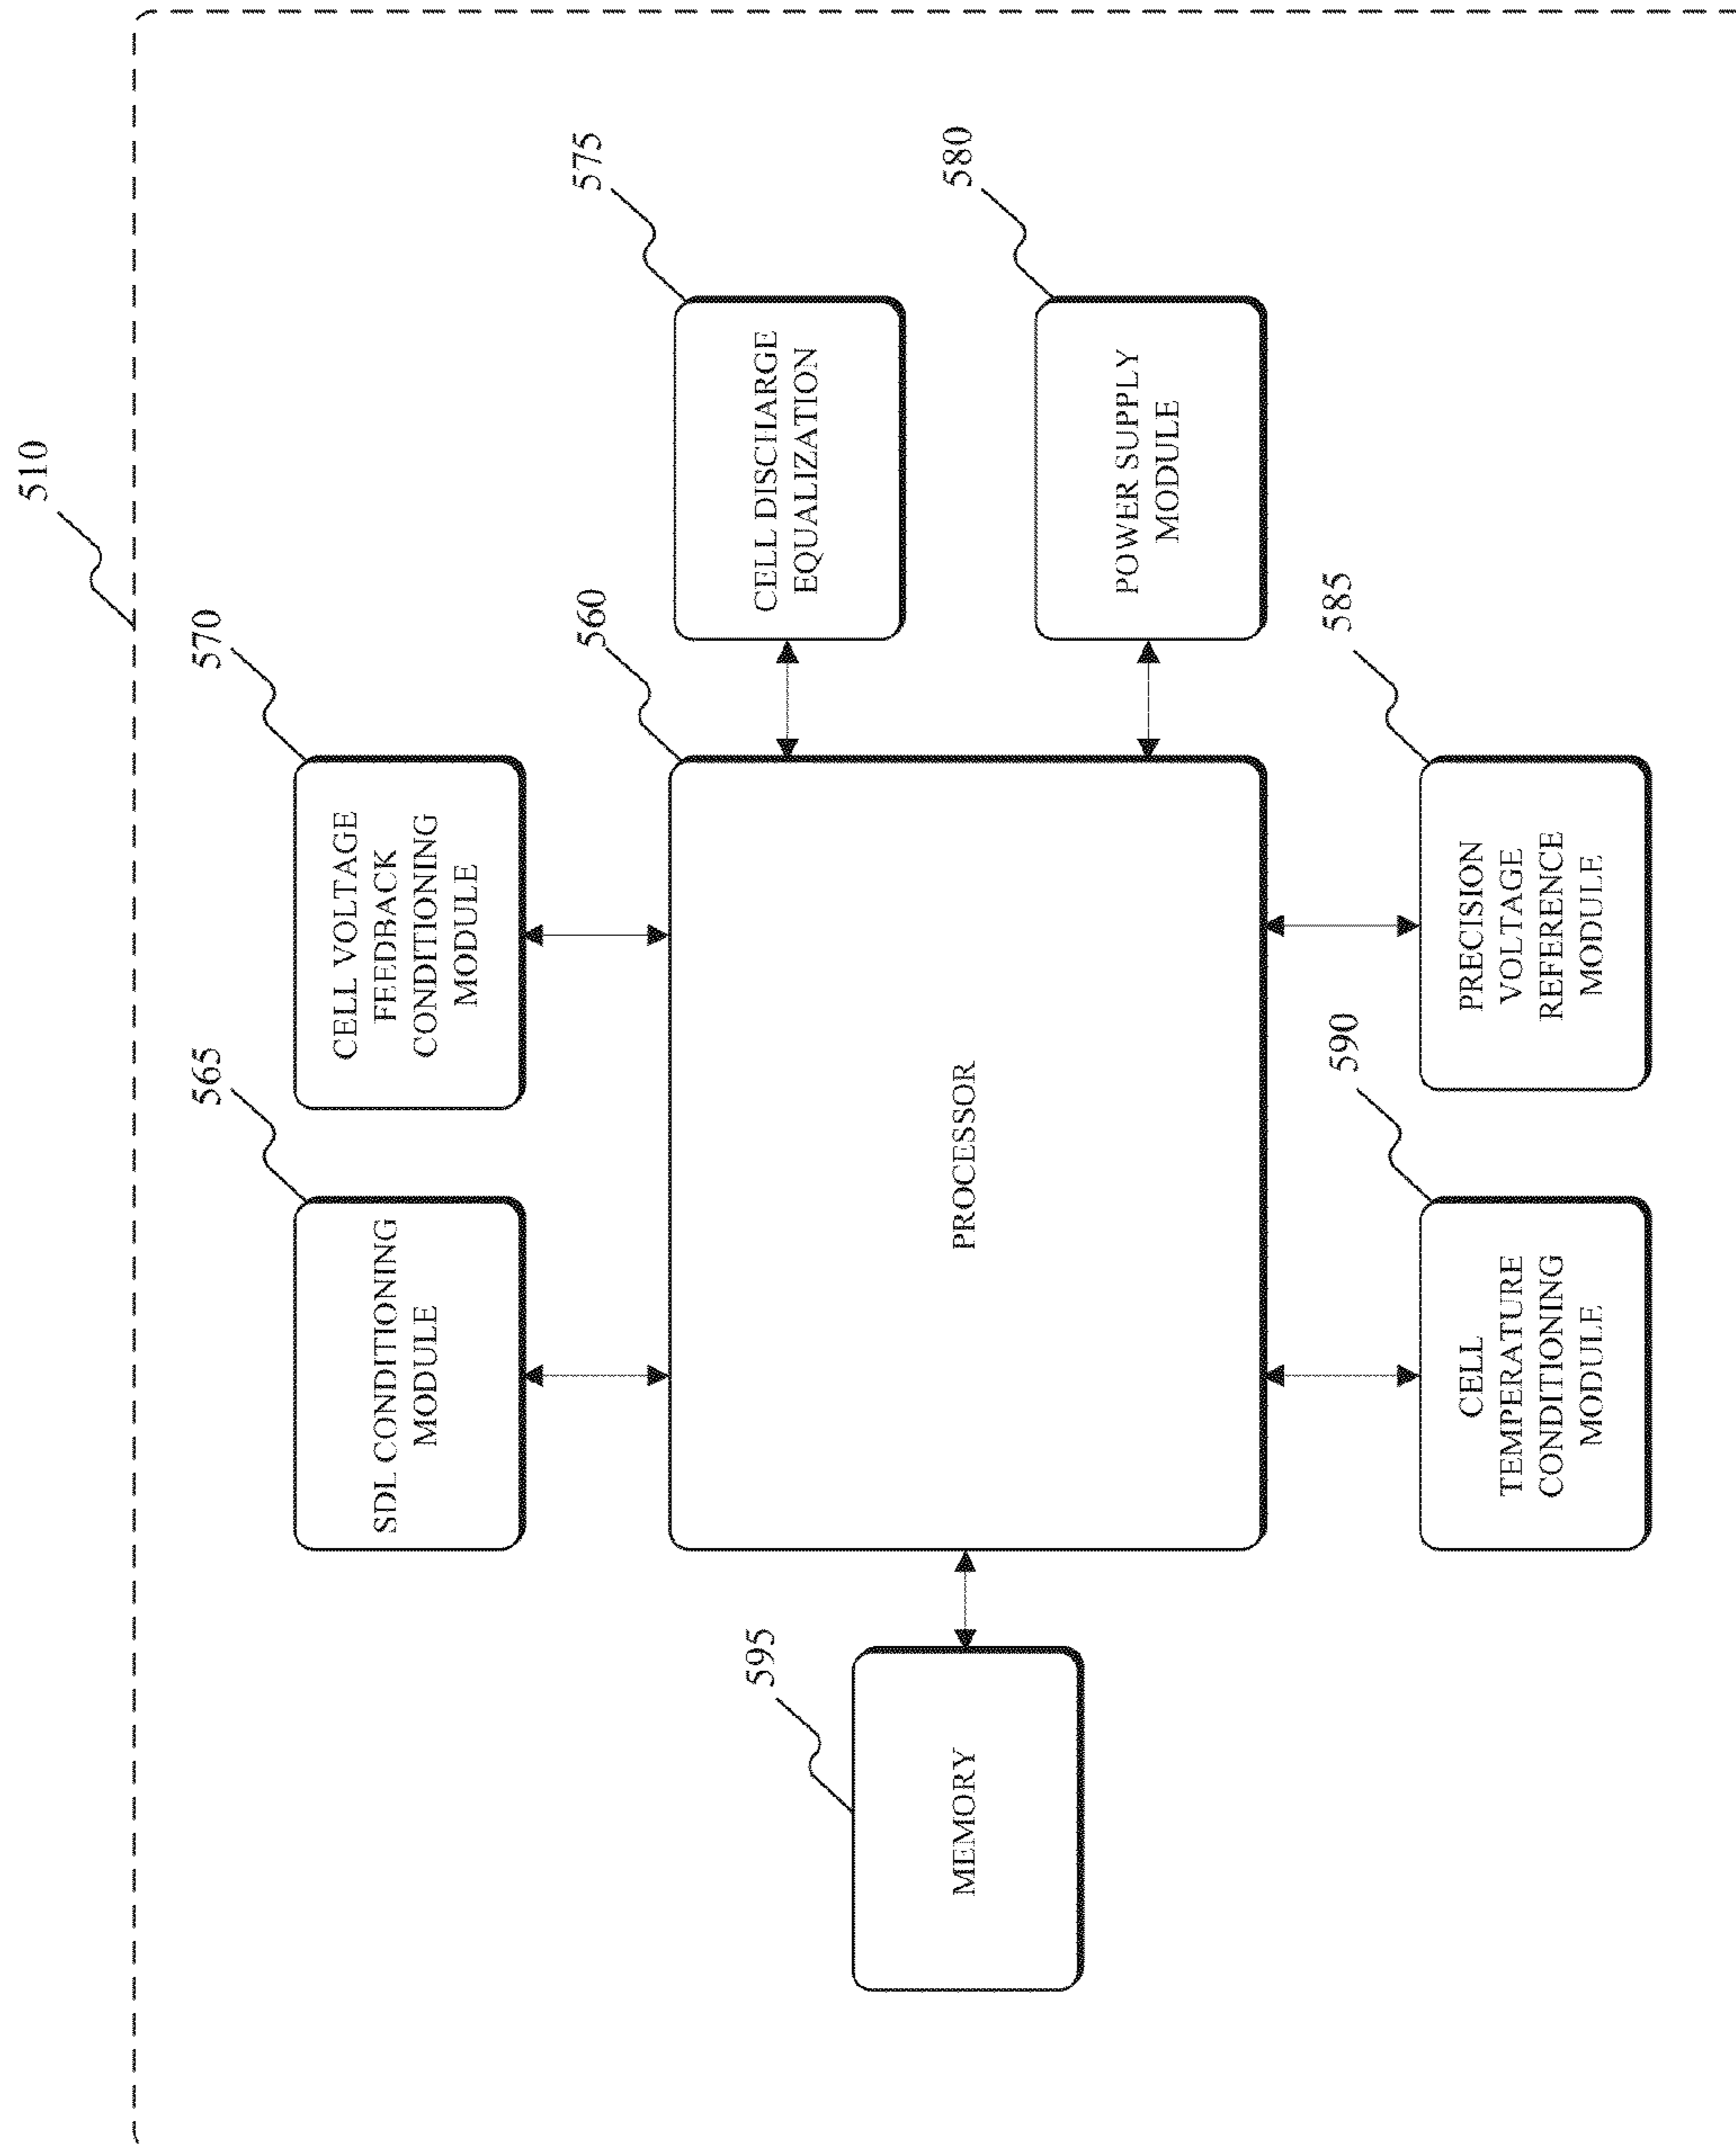 510
565
570
SDI CONDITIONING
MODULE
CELL VOLTAGE
FEEDBACK
CONDITIONING
MODULE
560
575
595
MEMORY
PROCESSOR
CELL DISCHARGE
EQUALIZATION
580
POWER SUPPLY
MODULE
590
585
CELL
TEMPERATURE
CONDITIONING
MODULE
PRECISION
VOLTAGE
REFERENCE
MODULE